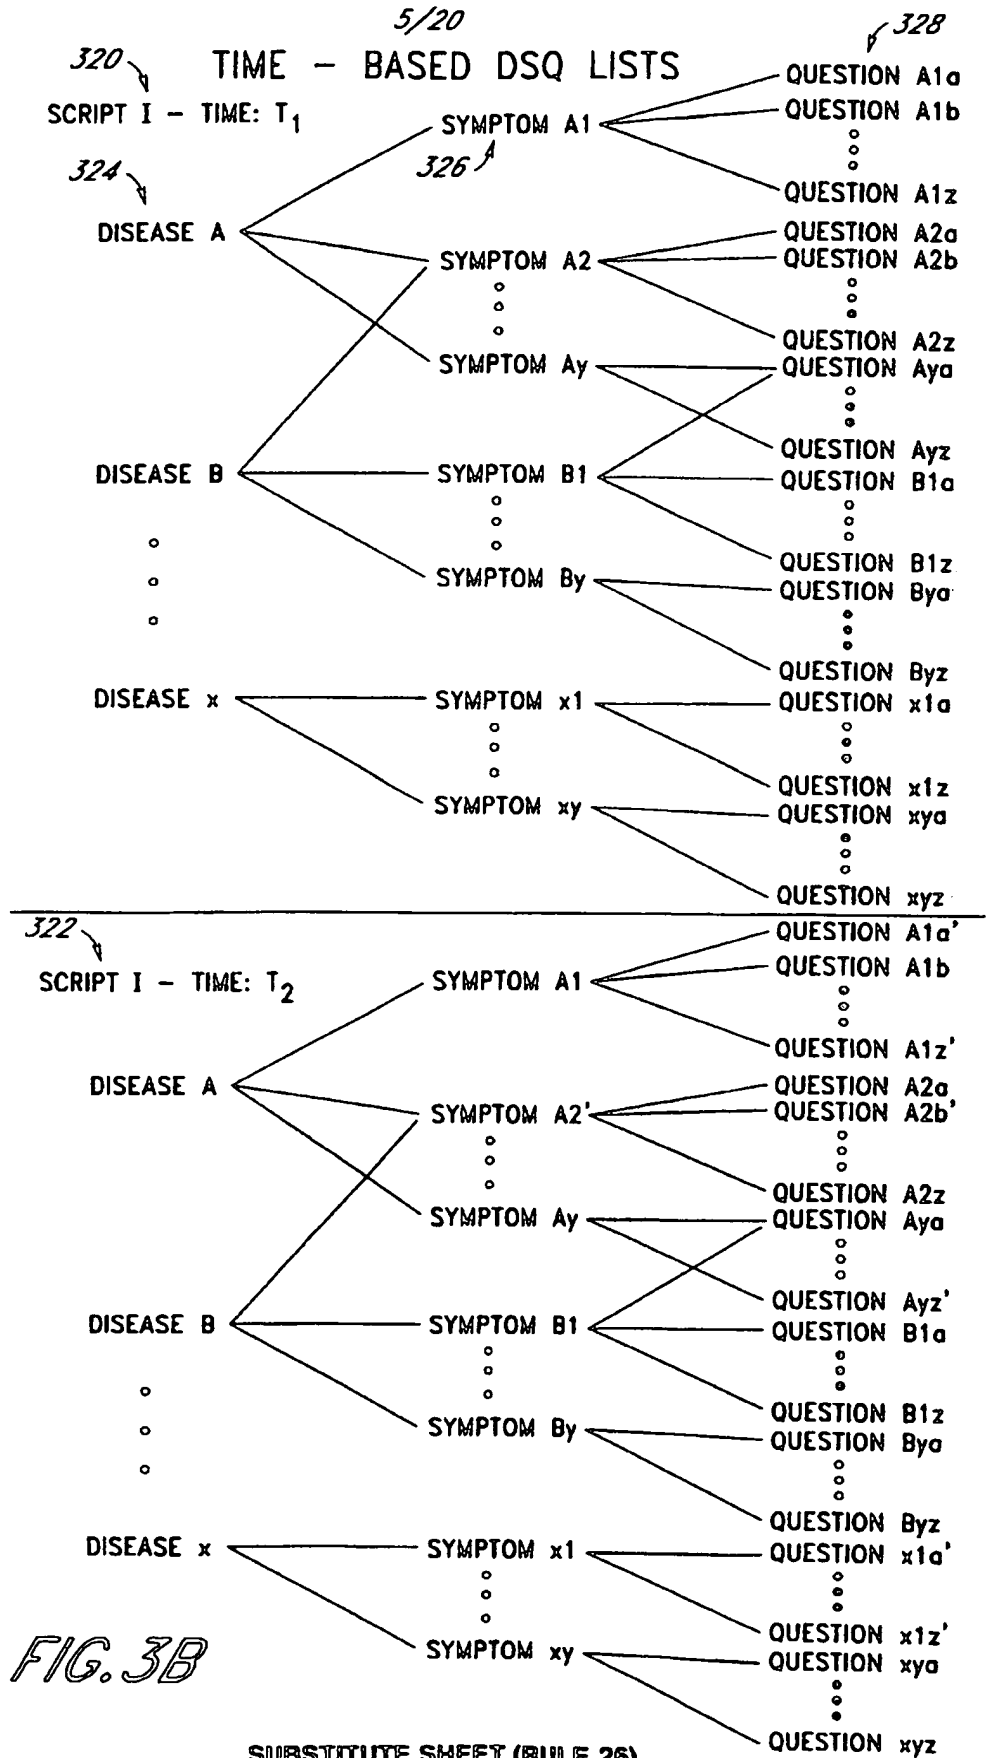 5/20
328
320
TIME – BASED DSQ LISTS
QUESTION A1a
SCRIPT I – TIME: T1
QUESTION A1b
SYMPTOM A1
326
324
QUESTION A1z
DISEASE A
QUESTION A2a
SYMPTOM A2
QUESTION A2b
QUESTION A2z
SYMPTOM Ay
QUESTION Aya
QUESTION Ayz
DISEASE B
SYMPTOM B1
QUESTION B1a
QUESTION B1z
SYMPTOM By
QUESTION Bya
QUESTION Byz
DISEASE x
SYMPTOM x1
QUESTION x1a
QUESTION x1z
SYMPTOM xy
QUESTION xya
QUESTION xyz
322
QUESTION A1a'
SCRIPT I – TIME: T2
SYMPTOM A1
QUESTION A1b
QUESTION A1z'
DISEASE A
QUESTION A2a
SYMPTOM A2'
QUESTION A2b'
QUESTION A2z
SYMPTOM Ay
QUESTION Aya
QUESTION Ayz'
DISEASE B
SYMPTOM B1
QUESTION B1a
QUESTION B1z
SYMPTOM By
QUESTION Bya
QUESTION Byz
DISEASE x
SYMPTOM x1
QUESTION x1a'
QUESTION x1z'
SYMPTOM xy
QUESTION xya
FIG. 3B
QUESTION xyz
SUBSTITUTE SHEET (RULE 26)